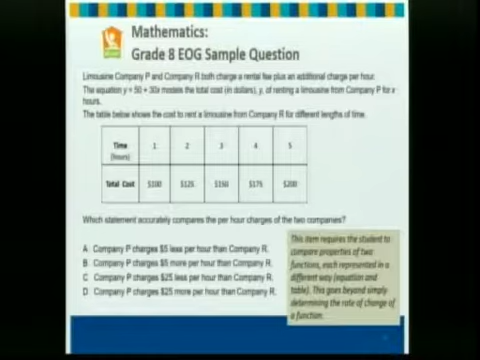 Mathematics:
Grade 8 EOG Sample Question
Limousine Company P and Company R both charge a rental fee plus an additional charge per hour.
The equation y = 50 + 30x models the total cost (in dollars), y, of renting a limousine from Company P for x
hours.
The table below shows the cost to rent a limousine from Company R for different lengths of time.
Time 1 2 3 4 5
(hours)
Total Cost $100 $125 $150 $175 $200
Which statement accurately compares the per hour charges of the two companies?
A Company P charges $5 less per hour than Company R.
B. Company P charges $5 more per hour than Company R.
C Company P charges $25 less per hour than Company R.
D Company P charges $25 more per hour than Company R.
This item requires the student to
compare properties of two
functions, each represented in a
different way (equation and
table). This goes beyond simply
determining the rate of change of
a function.